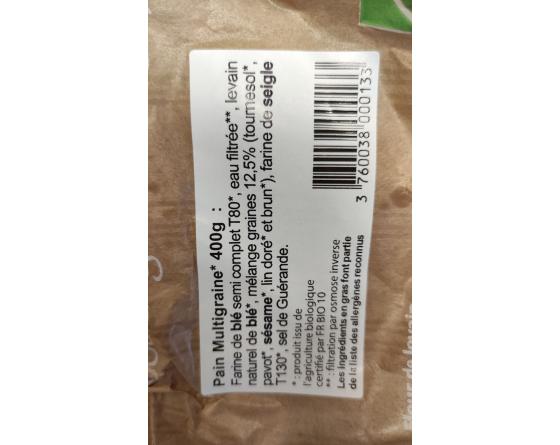 Pain Multigraine* 400g :
Farine de blé semi complet T80*, eau filtrée**, levain
naturel de blé*, mélange graines 12,5% (tournesol*,
pavot*, sésame*, lin doré* et brun*), farine de seigle
T130*, sel de Guérande.
* : produit issu de
l'agriculture biologique
certifié par FR BIO 10
** : filtration par osmose inverse
Les ingrédients en gras font partie
de la liste des allergènes reconnus
3 760038 000133